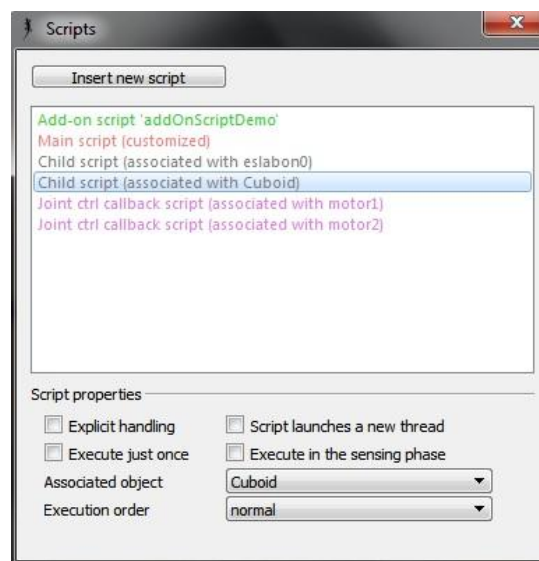 Scripts
Insert new script
Add-on script 'addOnScriptDemo'
Main script (customized)
Child script (associated with eslabon0)
Child script (associated with Cuboid)
Joint ctrl callback script (associated with motor1)
Joint ctrl callback script (associated with motor2)
Script properties
Explicit handling Script launches a new thread
Execute just once Execute in the sensing phase
Associated object Cuboid
Execution order normal